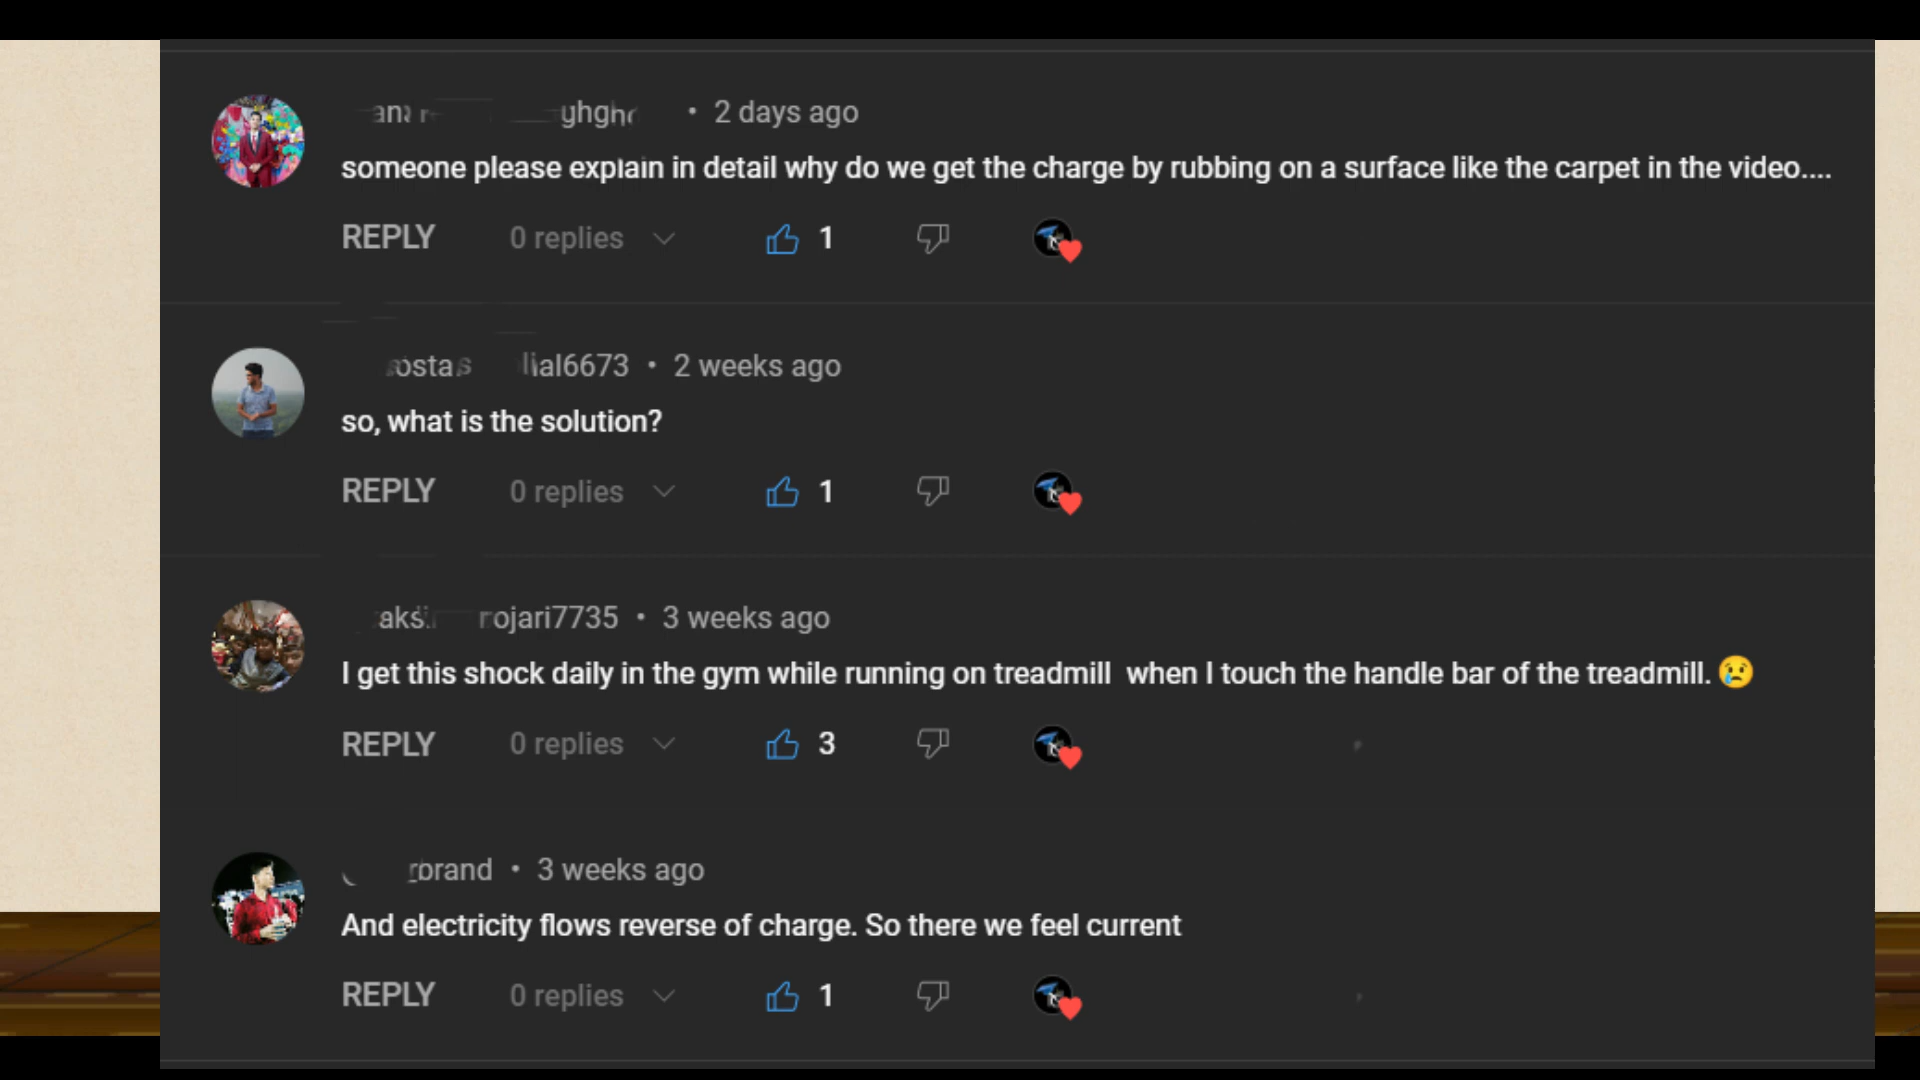 • 2 days ago
someone please explain in detail why do we get the charge by rubbing on a surface like the carpet in the video....
REPLY 0 replies 1
• 2 weeks ago
so, what is the solution?
REPLY 0 replies 1
• 3 weeks ago
I get this shock daily in the gym while running on treadmill when I touch the handle bar of the treadmill. 😢
REPLY 0 replies 3
• 3 weeks ago
And electricity flows reverse of charge. So there we feel current
REPLY 0 replies 1